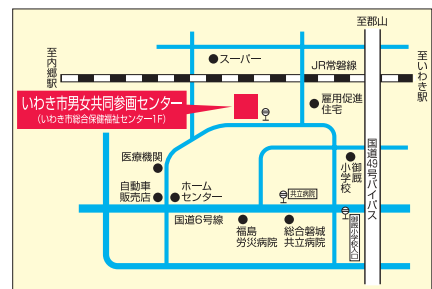 至郡山
至内郷駅
スーパー
JR常磐線
至いわき駅
いわき市男女共同参画センター
(いわき市総合保健福祉センター1F)
雇用促進
住宅
医療機関
御厩
小学校
国道49号バイパス
自動車
販売店
ホーム
センター
共立病院
国道6号線
福島
労災病院
総合磐城
共立病院
御厩小学校入口